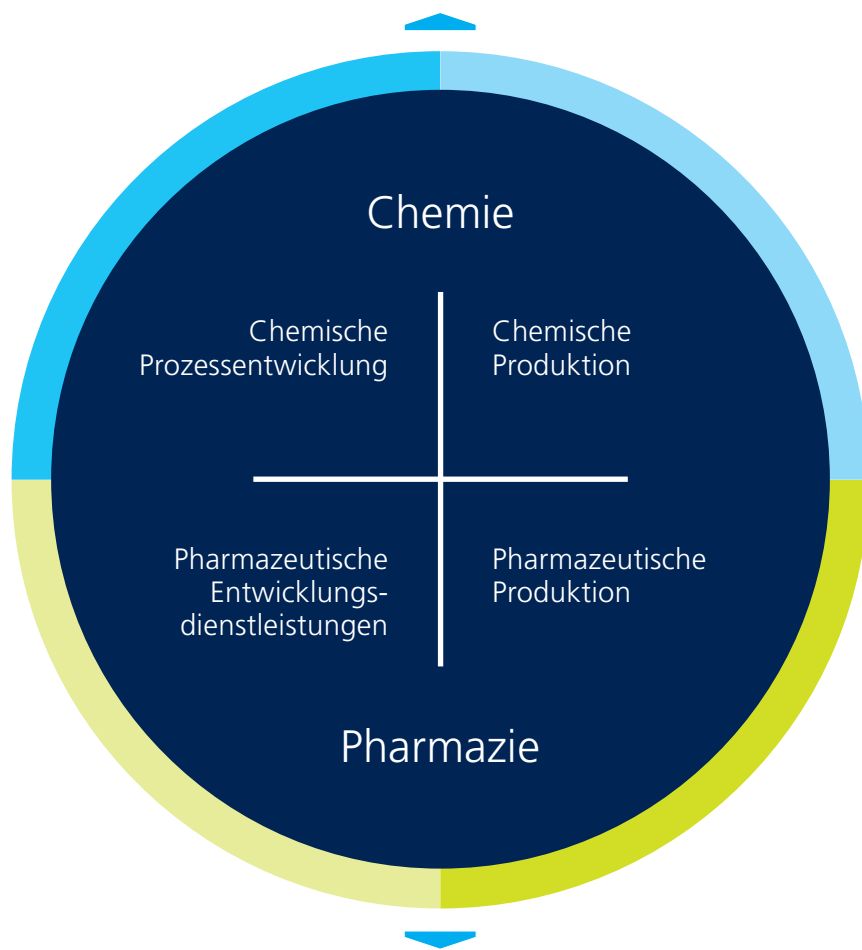 Chemie
Chemische
Prozessentwicklung
Chemische
Produktion
Pharmazeutische
Entwicklungs-
dienstleistungen
Pharmazeutische
Produktion
Pharmazie